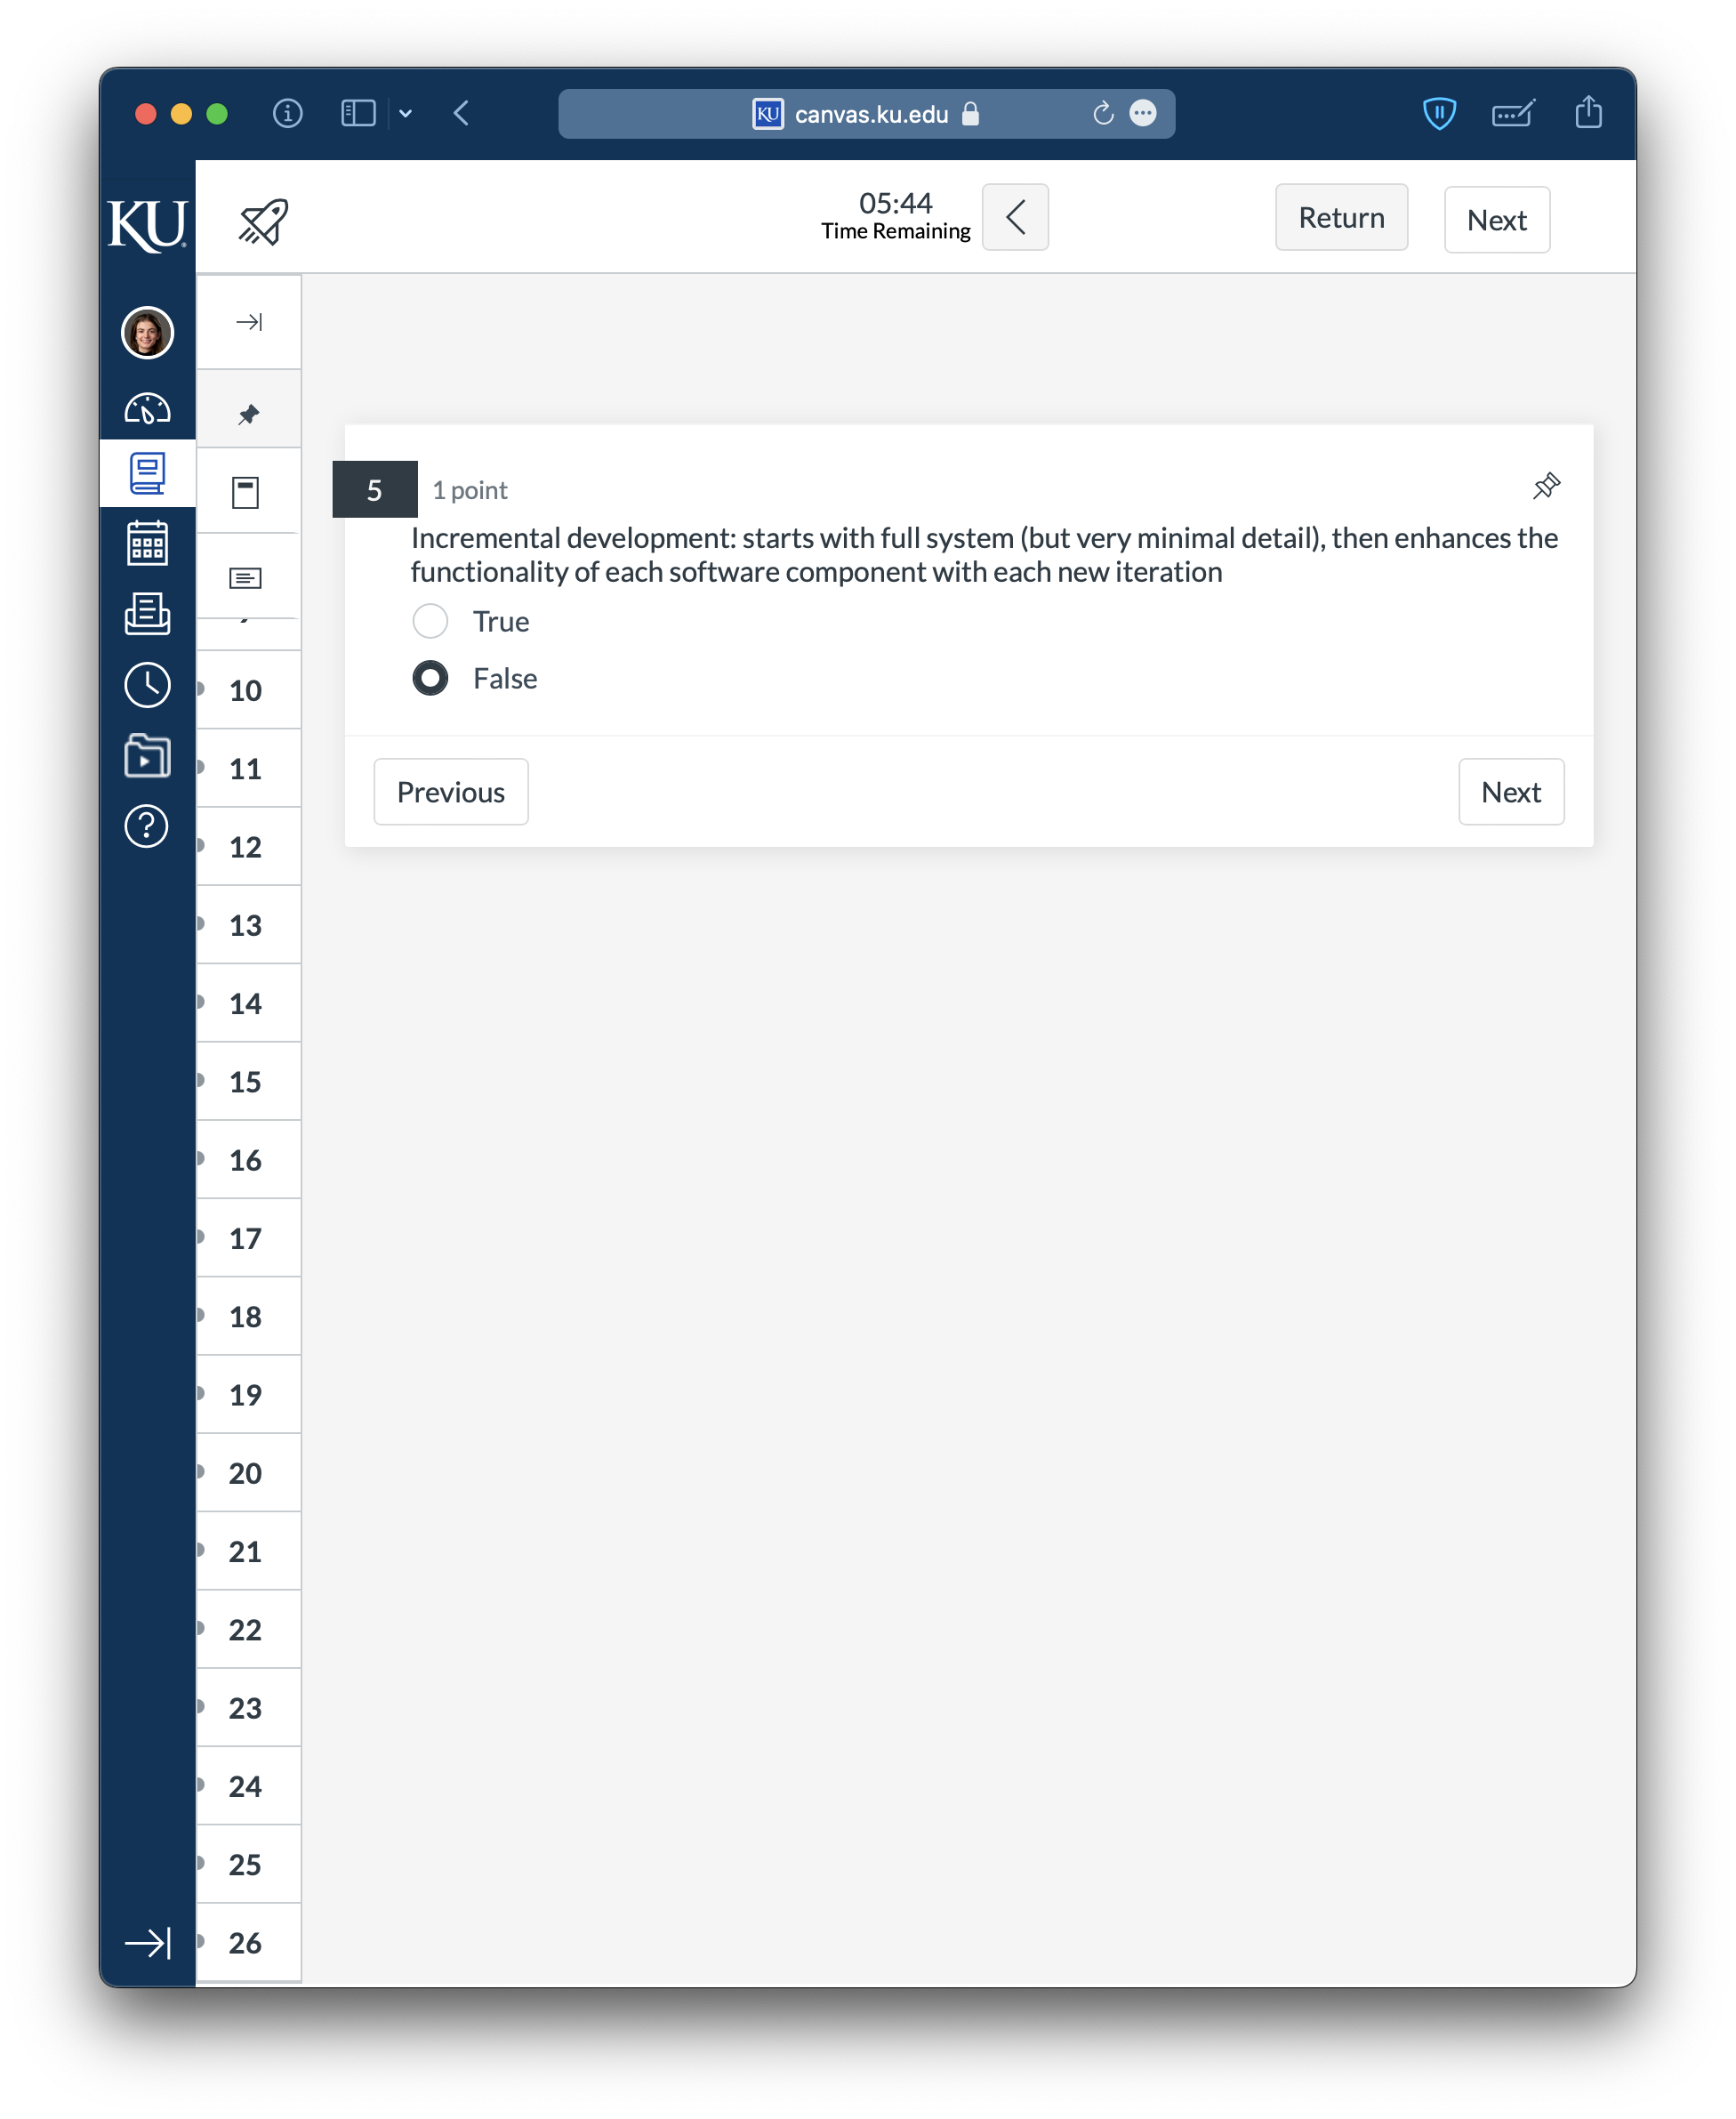 KU canvas.ku.edu
KU
05:44
Time Remaining
Return
Next
5
1 point
Incremental development: starts with full system (but very minimal detail), then enhances the
functionality of each software component with each new iteration
True
False
Previous
Next
10
11
12
13
14
15
16
17
18
19
20
21
22
23
24
25
26